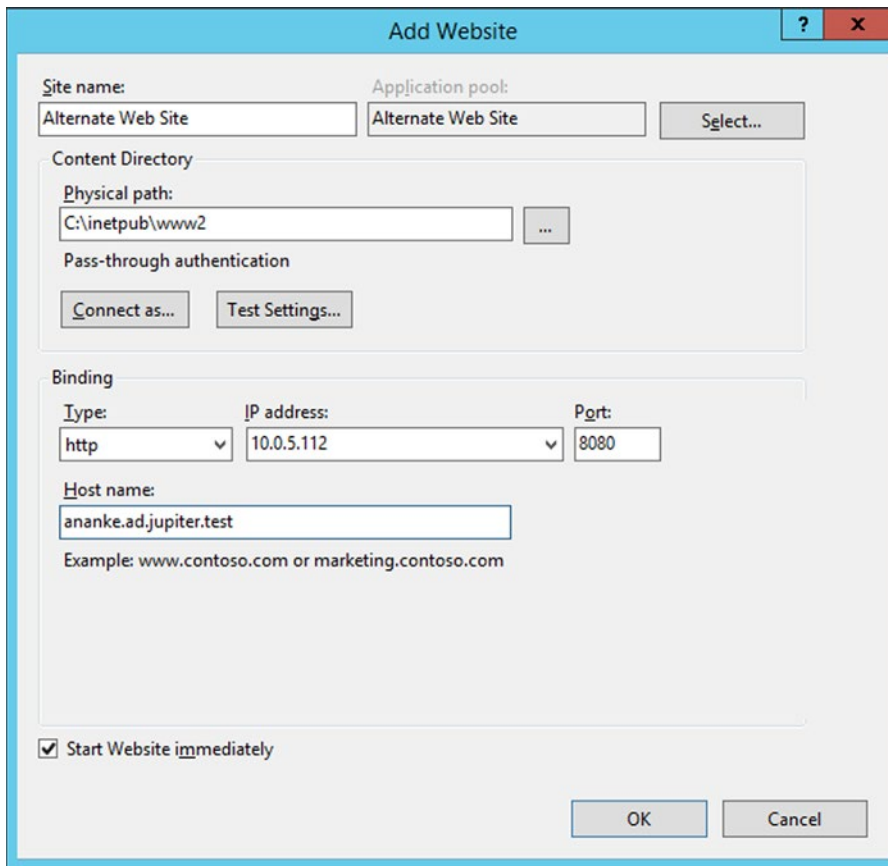 Add Website
?
x
Site name:
Application pool:
Alternate Web Site
Alternate Web Site
Select...
Content Directory
Physical path:
C:\inetpub\www2
...
Pass-through authentication
Connect as...
Test Settings...
Binding
Type:
IP address:
Port:
http
10.0.5.112
8080
Host name:
ananke.ad.jupiter.test
Example: www.contoso.com or marketing.contoso.com
Start Website immediately
OK
Cancel